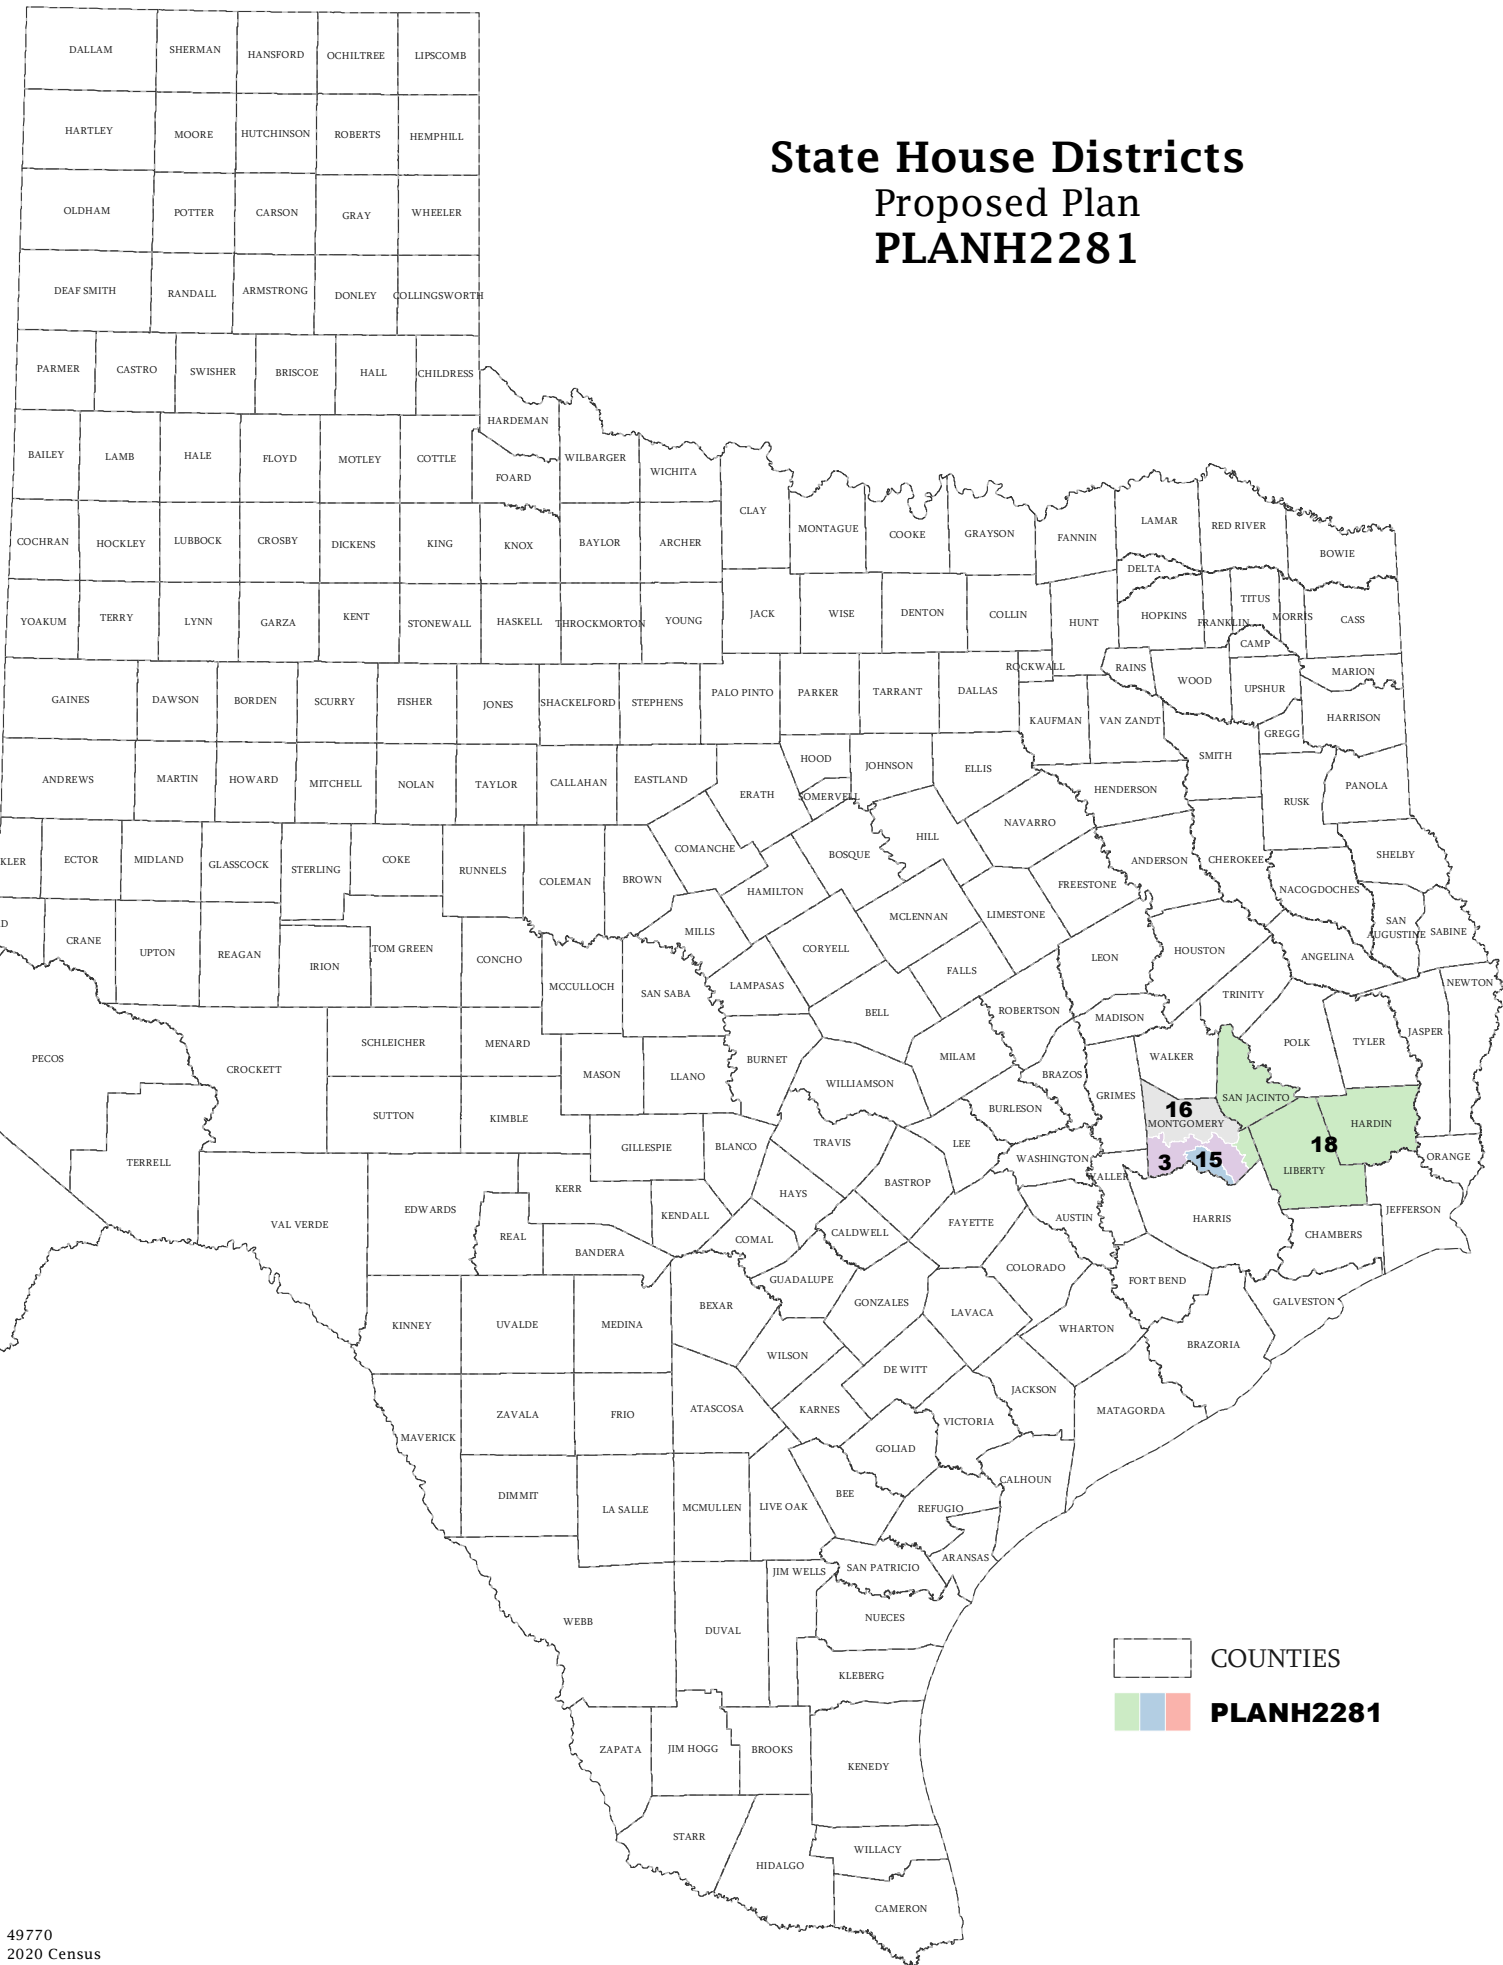 State House Districts
Proposed Plan
PLANH2281
DALLAM
SHERMAN
HANSFORD
OCHILTREE
LIPSCOMB
HARTLEY
MOORE
HUTCHINSON
ROBERTS
HEMPHILL
OLDHAM
POTTER
CARSON
GRAY
WHEELER
DEAF SMITH
RANDALL
ARMSTRONG
DONLEY
COLLINGSWORTH
PARMER
CASTRO
SWISHER
BRISCOE
HALL
CHILDRESS
HARDEMAN
BAILEY
LAMB
HALE
FLOYD
MOTLEY
COTTLE
FOARD
WILBARGER
WICHITA
CLAY
MONTAGUE
COOKE
GRAYSON
FANNIN
LAMAR
RED RIVER
BOWIE
DELTA
COCHRAN
HOCKLEY
LUBBOCK
CROSBY
DICKENS
KING
KNOX
BAYLOR
ARCHER
YOAKUM
TERRY
LYNN
GARZA
KENT
STONEWALL
HASKELL
THROCKMORTON
YOUNG
JACK
WISE
DENTON
COLLIN
HUNT
HOPKINS
FRANKLIN
TITUS
MORRIS
CASS
CAMP
ROCKWALL
RAINS
WOOD
UPSHUR
MARION
GAINES
DAWSON
BORDEN
SCURRY
FISHER
JONES
SHACKELFORD
STEPHENS
PALO PINTO
PARKER
TARRANT
DALLAS
KAUFMAN
VAN ZANDT
GREGG
HARRISON
SMITH
ANDREWS
MARTIN
HOWARD
MITCHELL
NOLAN
TAYLOR
CALLAHAN
EASTLAND
ERATH
HOOD
SOMERVELL
JOHNSON
ELLIS
HENDERSON
RUSK
PANOLA
KLER
ECTOR
MIDLAND
GLASSCOCK
STERLING
COKE
RUNNELS
COLEMAN
BROWN
COMANCHE
HAMILTON
BOSQUE
HILL
NAVARRO
ANDERSON
CHEROKEE
SHELBY
NACOGDOCHES
D
CRANE
UPTON
REAGAN
IRION
TOM GREEN
CONCHO
MCCULLOCH
SAN SABA
MILLS
LAMPASAS
CORYELL
MCLENNAN
LIMESTONE
FREESTONE
LEON
HOUSTON
ANGELINA
SAN
AUGUSTINE
SABINE
NEWTON
FALLS
BELL
ROBERTSON
MADISON
TRINITY
POLK
TYLER
JASPER
PECOS
CROCKETT
SCHLEICHER
MENARD
MASON
LLANO
BURNET
WILLIAMSON
MILAM
BRAZOS
GRIMES
WALKER
SAN JACINTO
HARDIN
TERRELL
SUTTON
KIMBLE
GILLESPIE
BLANCO
TRAVIS
LEE
BURLESON
WASHINGTON
16
MONTGOMERY
3
15
18
LIBERTY
ORANGE
WALLER
VAL VERDE
EDWARDS
REAL
KERR
BANDERA
KENDALL
HAYS
COMAL
CALDWELL
BASTROP
FAYETTE
AUSTIN
HARRIS
CHAMBERS
JEFFERSON
COLORADO
FORT BEND
GALVESTON
KINNEY
UVALDE
MEDINA
BEXAR
GUADALUPE
GONZALES
LAVACA
WHARTON
BRAZORIA
WILSON
DE WITT
JACKSON
MATAGORDA
MAVERICK
ZAVALA
FRIO
ATASCOSA
KARNES
VICTORIA
GOLIAD
CALHOUN
DIMMIT
LA SALLE
MCMULLEN
LIVE OAK
BEE
REFUGIO
ARANSAS
SAN PATRICIO
JIM WELLS
WEBB
DUVAL
NUECES
KLEBERG
ZAPATA
JIM HOGG
BROOKS
KENEDY
STARR
HIDALGO
WILLACY
CAMERON
COUNTIES
PLANH2281
49770
2020 Census